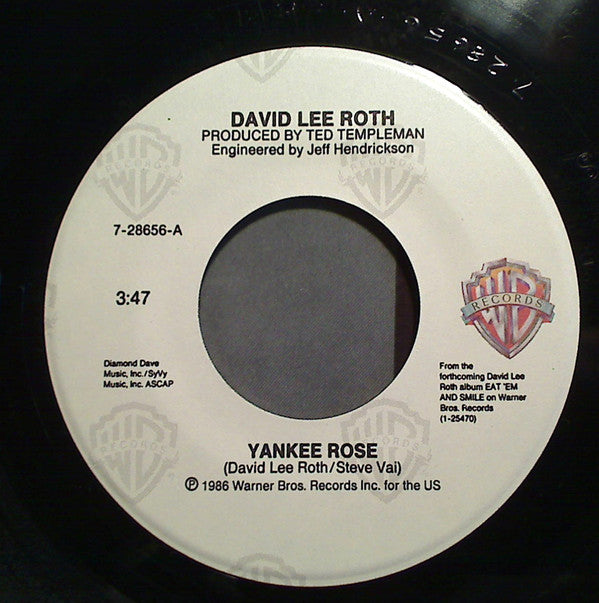 DAVID LEE ROTH
PRODUCED BY TED TEMPLEMAN
Engineered by Jeff Hendrickson
7-28656-A
3:47
Diamond Dave
Music, Inc./SyVy
Music, Inc. ASCAP
WB
RECORDS
From the
forthcoming David Lee
Roth album EAT 'EM
AND SMILE on Warner
Bros. Records
(1-25470)
YANKEE ROSE
(David Lee Roth/Steve Vai)
℗ 1986 Warner Bros. Records Inc. for the US